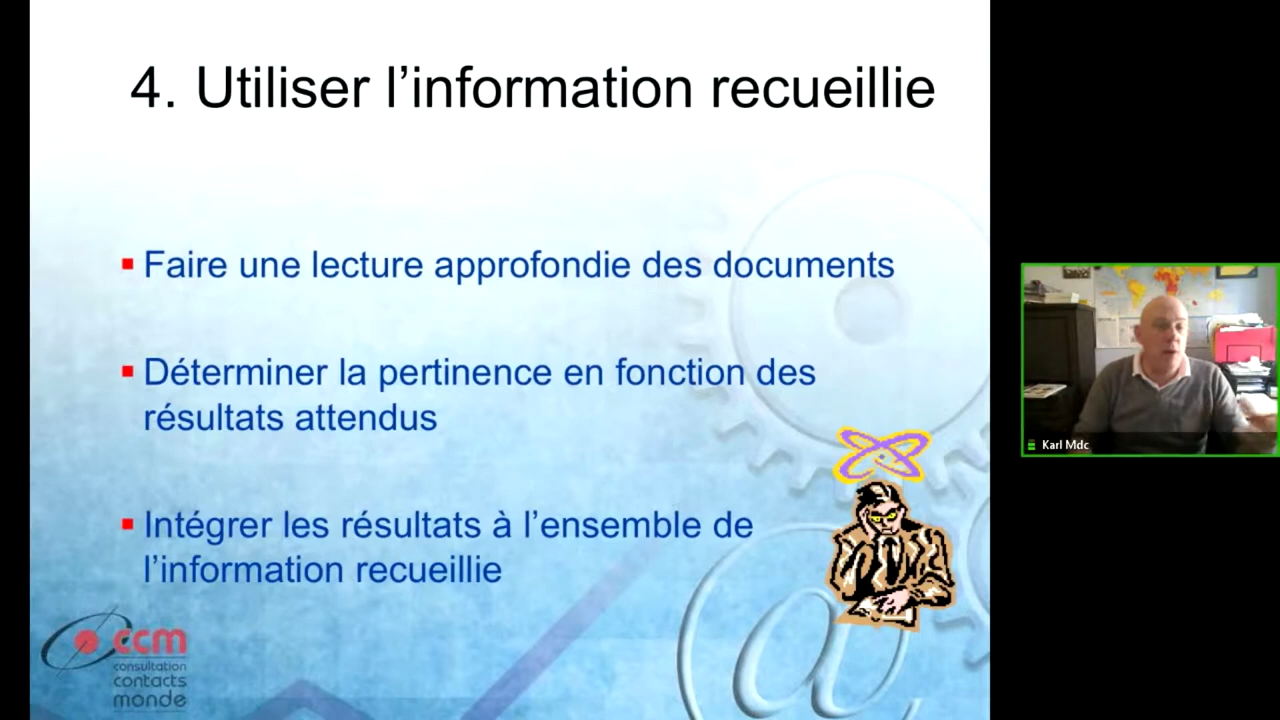 4. Utiliser l’information recueillie
▪ Faire une lecture approfondie des documents
▪ Déterminer la pertinence en fonction des
résultats attendus
▪ Intégrer les résultats à l’ensemble de
l’information recueillie
ccm
consultation
contacts
monde
Karl Mdc